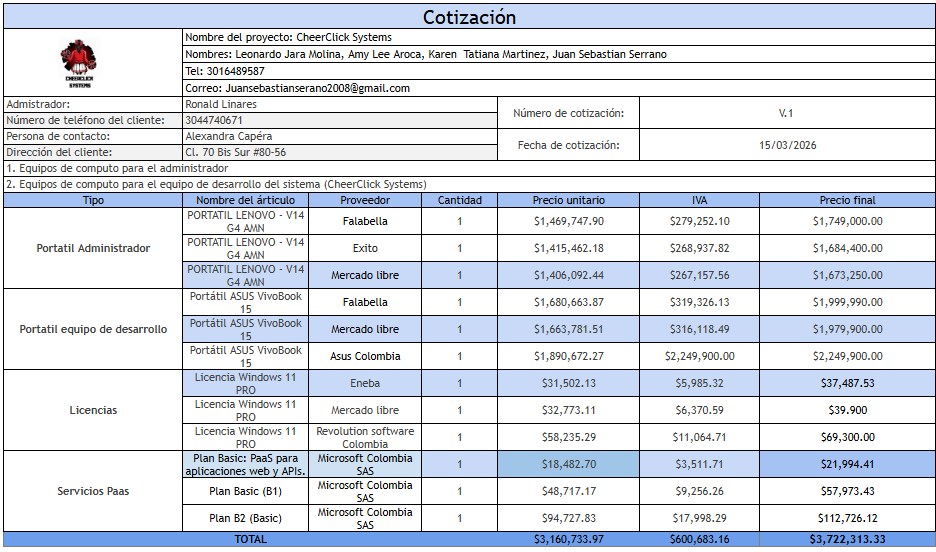 Cotización
CHEERCLICK
SYSTEMS
Nombre del proyecto: CheerClick Systems
Nombres: Leonardo Jara Molina, Amy Lee Aroca, Karen Tatiana Martinez, Juan Sebastian Serrano
Tel: 3016489587
Correo: Juansebastianserano2008@gmail.com
Admistrador: Ronald Linares
Número de teléfono del cliente: 3044740671
Persona de contacto: Alexandra Capéra
Dirección del cliente: Cl. 70 Bis Sur #80-56
Número de cotización: V.1
Fecha de cotización: 15/03/2026
1. Equipos de computo para el administrador
2. Equipos de computo para el equipo de desarrollo del sistema (CheerClick Systems)
Tipo Nombre del árticulo Proveedor Cantidad Precio unitario IVA Precio final
Portatil Administrador
PORTATIL LENOVO - V14
G4 AMN
Falabella 1 $1,469,747.90 $279,252.10 $1,749,000.00
PORTATIL LENOVO - V14
G4 AMN
Exito 1 $1,415,462.18 $268,937.82 $1,684,400.00
PORTATIL LENOVO - V14
G4 AMN
Mercado libre 1 $1,406,092.44 $267,157.56 $1,673,250.00
Portatil equipo de desarrollo
Portátil ASUS VivoBook
15
Falabella 1 $1,680,663.87 $319,326.13 $1,999,990.00
Portátil ASUS VivoBook
15
Mercado libre 1 $1,663,781.51 $316,118.49 $1,979,900.00
Portátil ASUS VivoBook
15
Asus Colombia 1 $1,890,672.27 $2,249,900.00 $2,249,900.00
Licencias
Licencia Windows 11
PRO
Eneba 1 $31,502.13 $5,985.32 $37,487.53
Licencia Windows 11
PRO
Mercado libre 1 $32,773.11 $6,370.59 $39.900
Licencia Windows 11
PRO
Revolution software
Colombia
1 $58,235.29 $11,064.71 $69,300.00
Servicios Paas
Plan Basic: PaaS para
aplicaciones web y APIs.
Microsoft Colombia
SAS
1 $18,482.70 $3,511.71 $21,994.41
Plan Basic (B1)
Microsoft Colombia
SAS
1 $48,717.17 $9,256.26 $57,973.43
Plan B2 (Basic)
Microsoft Colombia
SAS
1 $94,727.83 $17,998.29 $112,726.12
TOTAL $3,160,733.97 $600,683.16 $3,722,313.33